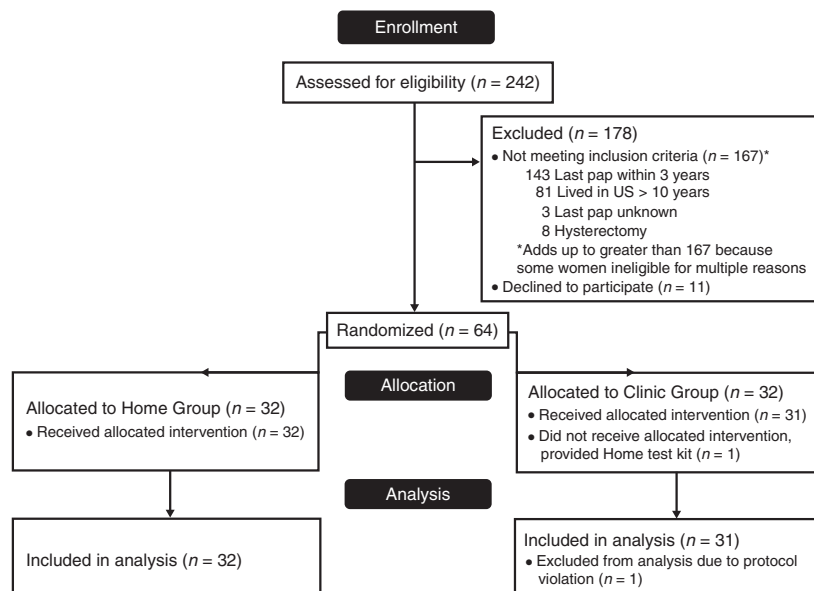 Enrollment
Assessed for eligibility (n = 242)
Excluded (n = 178)
• Not meeting inclusion criteria (n = 167)*
143 Last pap within 3 years
81 Lived in US > 10 years
3 Last pap unknown
8 Hysterectomy
*Adds up to greater than 167 because
some women ineligible for multiple reasons
• Declined to participate (n = 11)
Randomized (n = 64)
Allocation
Allocated to Home Group (n = 32)
• Received allocated intervention (n = 32)
Allocated to Clinic Group (n = 32)
• Received allocated intervention (n = 31)
• Did not receive allocated intervention,
provided Home test kit (n = 1)
Analysis
Included in analysis (n = 32)
Included in analysis (n = 31)
• Excluded from analysis due to protocol
violation (n = 1)